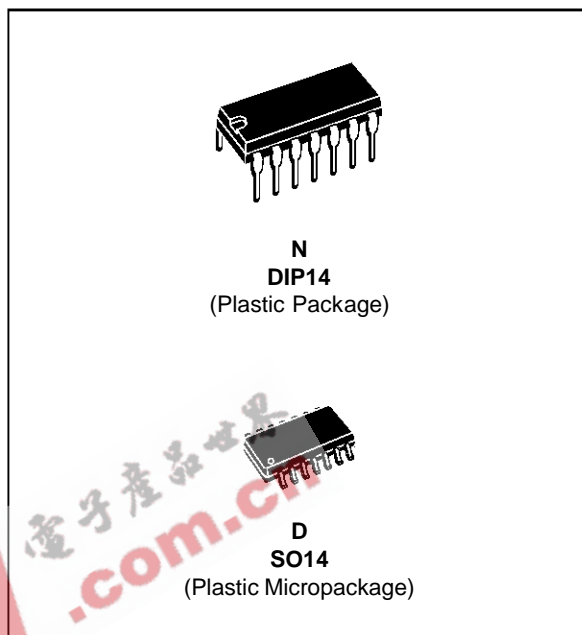 N
DIP14
(Plastic Package)
電子產品世界
.com.cn
D
SO14
(Plastic Micropackage)